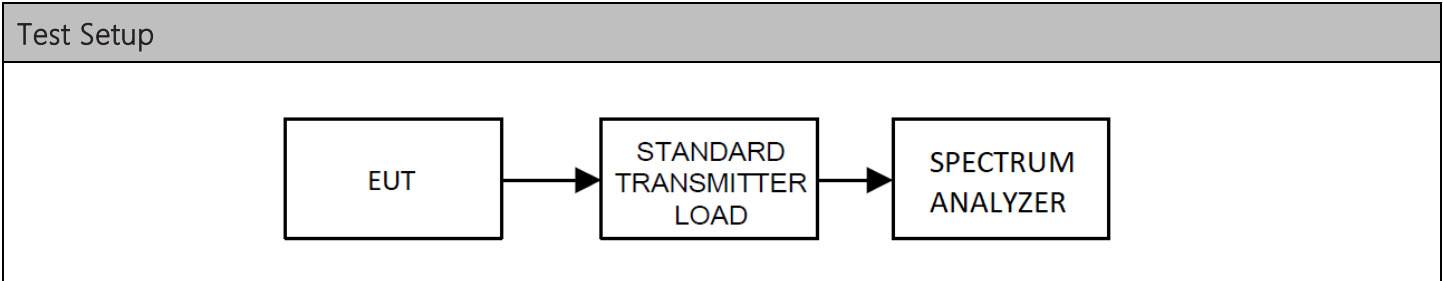 Test Setup
EUT
STANDARD
TRANSMITTER
LOAD
SPECTRUM
ANALYZER